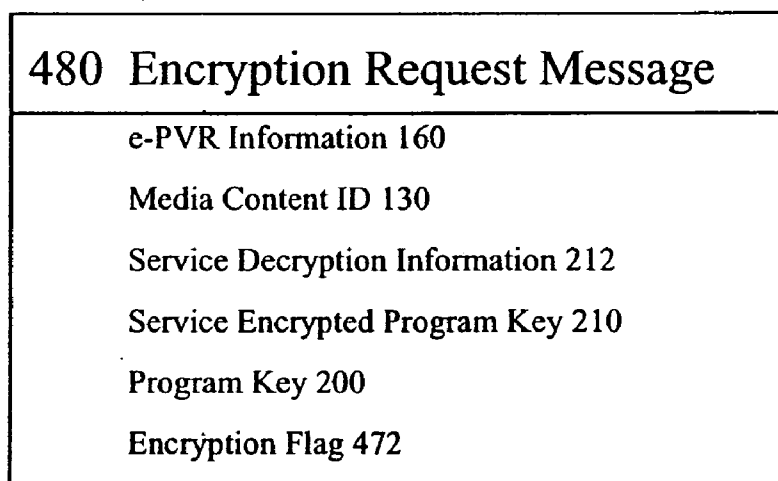 480 Encryption Request Message
e-PVR Information 160
Media Content ID 130
Service Decryption Information 212
Service Encrypted Program Key 210
Program Key 200
Encryption Flag 472